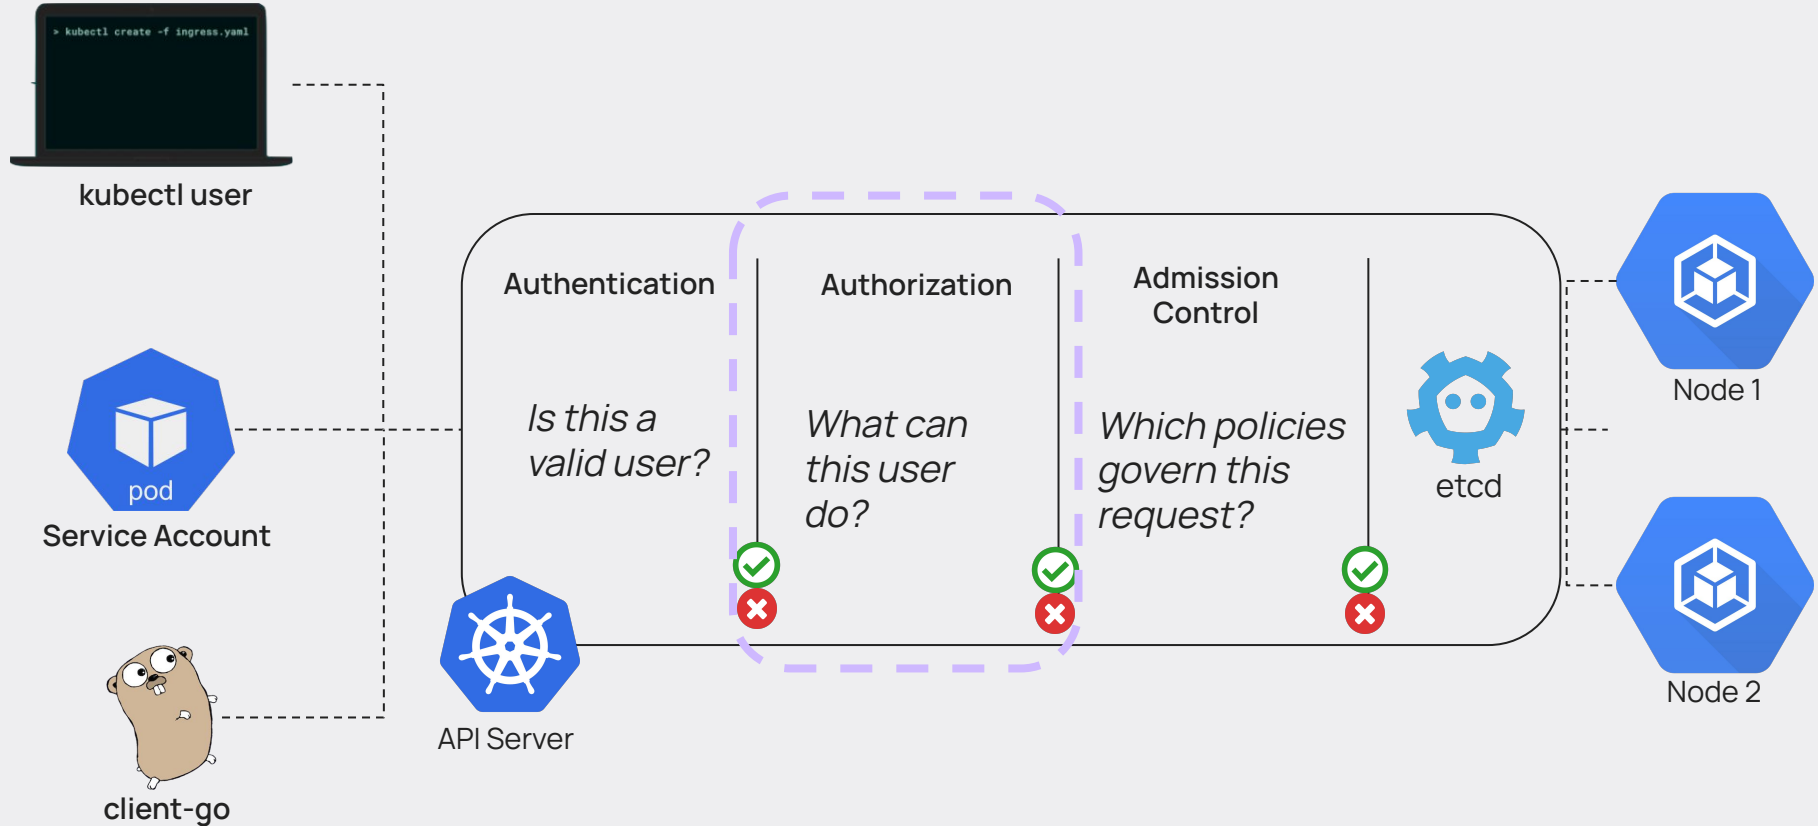 > kubectl create -f ingress.yaml
kubectl user
pod
Service Account
client-go
API Server
Authentication
Is this a
valid user?
Authorization
What can
this user
do?
Admission
Control
Which policies
govern this
request?
etcd
Node 1
Node 2